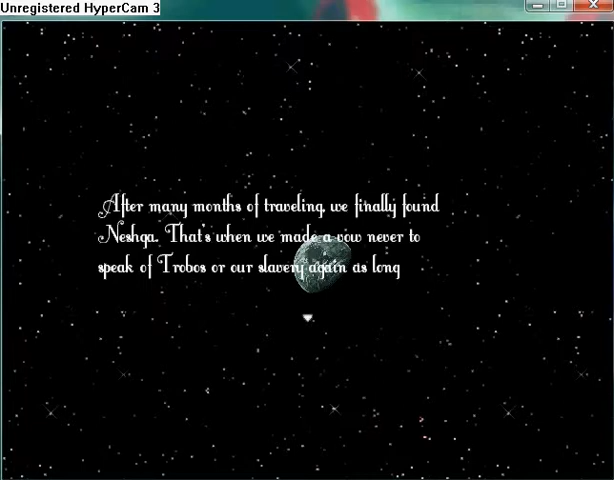 Unregistered HyperCam 3
After many months of traveling, we finally found
Neshqa. That's when we made a vow never to
speak of Trobos or our slavery again as long